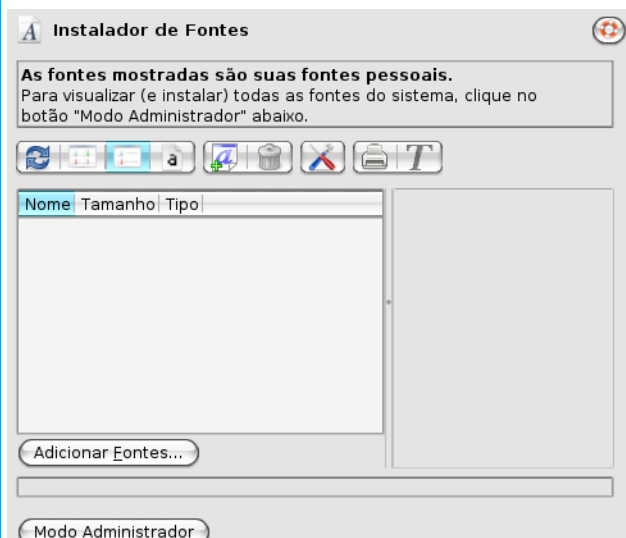 Instalador de Fontes
As fontes mostradas são suas fontes pessoais.
Para visualizar (e instalar) todas as fontes do sistema, clique no
botão "Modo Administrador" abaixo.
Nome Tamanho Tipo
Adicionar Fontes...
Modo Administrador